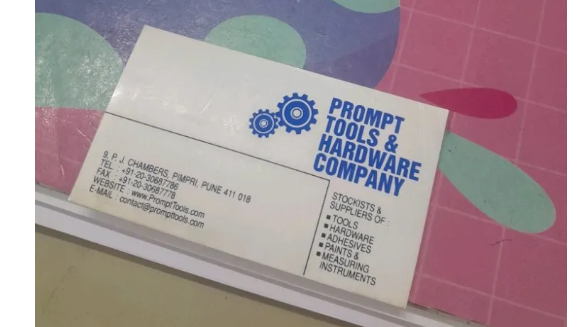 PROMPT
TOOLS &
HARDWARE
COMPANY
9, P. J. CHAMBERS, PIMPRI, PUNE 411 018
TEL : +91-20-30687786
FAX : +91-20-30687778
WEBSITE : www.PromptTools.com
E-MAIL : contact@prompttools.com
STOCKISTS &
SUPPLIERS OF :
▪ TOOLS
▪ HARDWARE
▪ ADHESIVES
▪ PAINTS &
▪ MEASURING
INSTRUMENTS